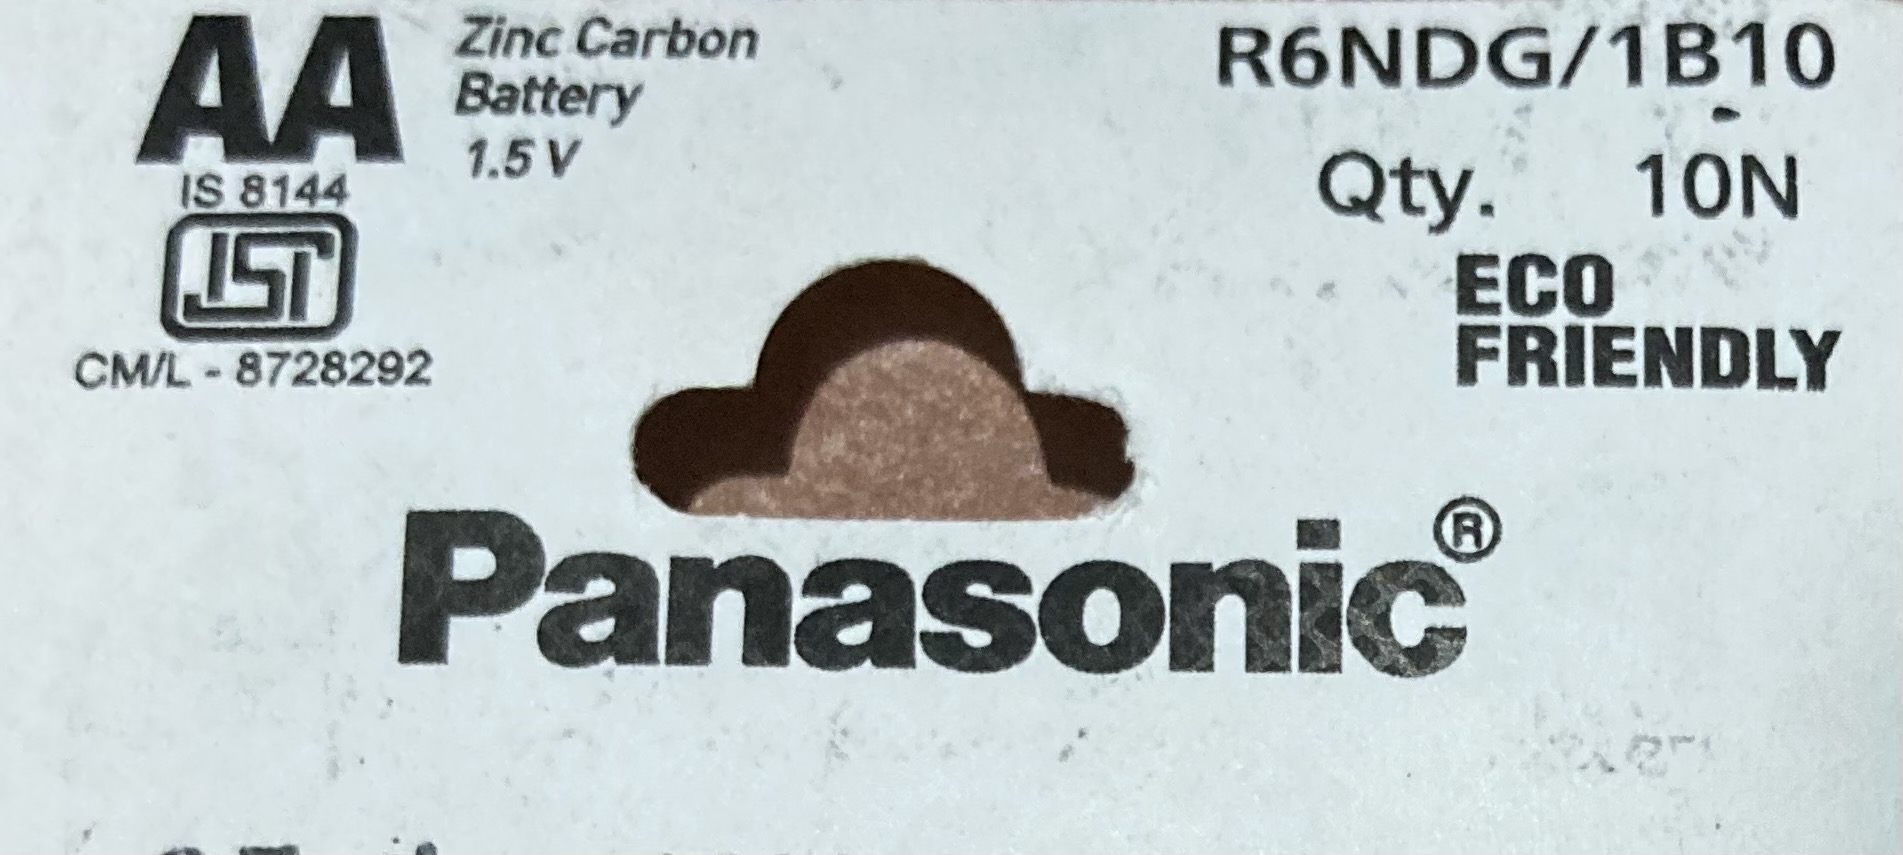 AA
Zinc Carbon
Battery
1.5 V
IS 8144
ISI
CM/L - 8728292
R6NDG/1B10
Qty. 10N
ECO
FRIENDLY
Panasonic®